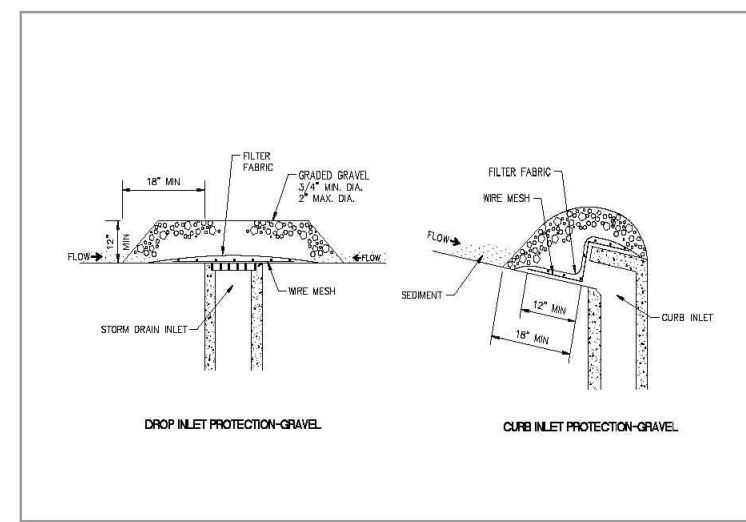 FILTER
FABRIC
18" MIN
GRADED GRAVEL
3/4" MIN. DIA.
2" MAX. DIA.
12"
MIN
FLOW
FLOW
WIRE MESH
STORM DRAIN INLET
DROP INLET PROTECTION-GRAVEL
FILTER FABRIC
WIRE MESH
FLOW
SEDIMENT
12" MIN
18" MIN
CURB INLET
CURB INLET PROTECTION-GRAVEL